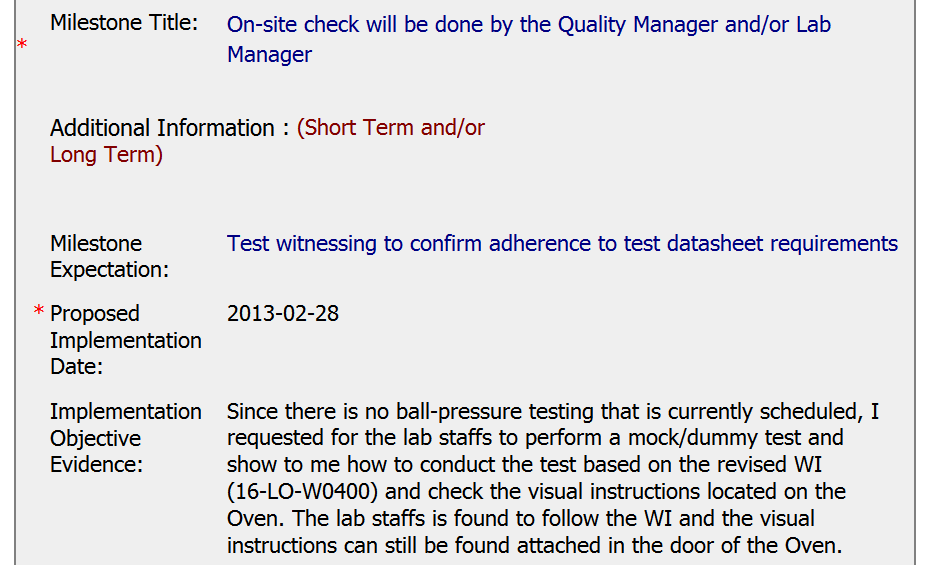 Milestone Title: On-site check will be done by the Quality Manager and/or Lab
* Manager
Additional Information : (Short Term and/or
Long Term)
Milestone Test witnessing to confirm adherence to test datasheet requirements
Expectation:
* Proposed 2013-02-28
Implementation
Date:
Implementation Since there is no ball-pressure testing that is currently scheduled, I
Objective requested for the lab staffs to perform a mock/dummy test and
Evidence: show to me how to conduct the test based on the revised WI
(16-LO-W0400) and check the visual instructions located on the
Oven. The lab staffs is found to follow the WI and the visual
instructions can still be found attached in the door of the Oven.